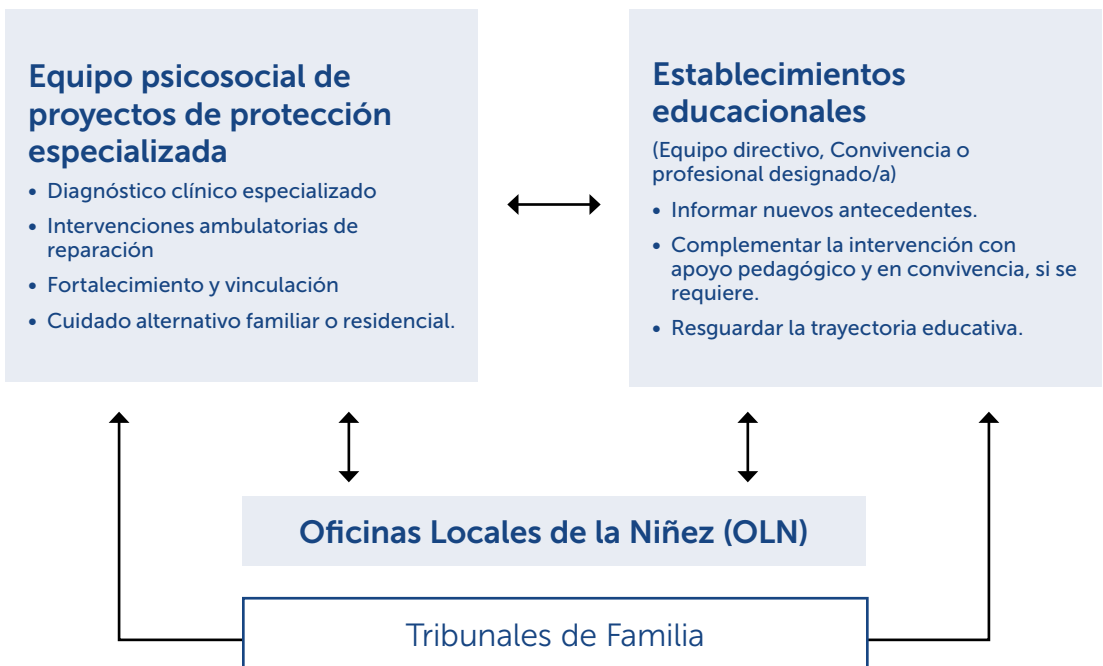 Equipo psicosocial de
proyectos de protección
especializada
• Diagnóstico clínico especializado
• Intervenciones ambulatorias de
reparación
• Fortalecimiento y vinculación
• Cuidado alternativo familiar o residencial.
Establecimientos
educacionales
(Equipo directivo, Convivencia o
profesional designado/a)
• Informar nuevos antecedentes.
• Complementar la intervención con
apoyo pedagógico y en convivencia, si se
requiere.
• Resguardar la trayectoria educativa.
Oficinas Locales de la Niñez (OLN)
Tribunales de Familia